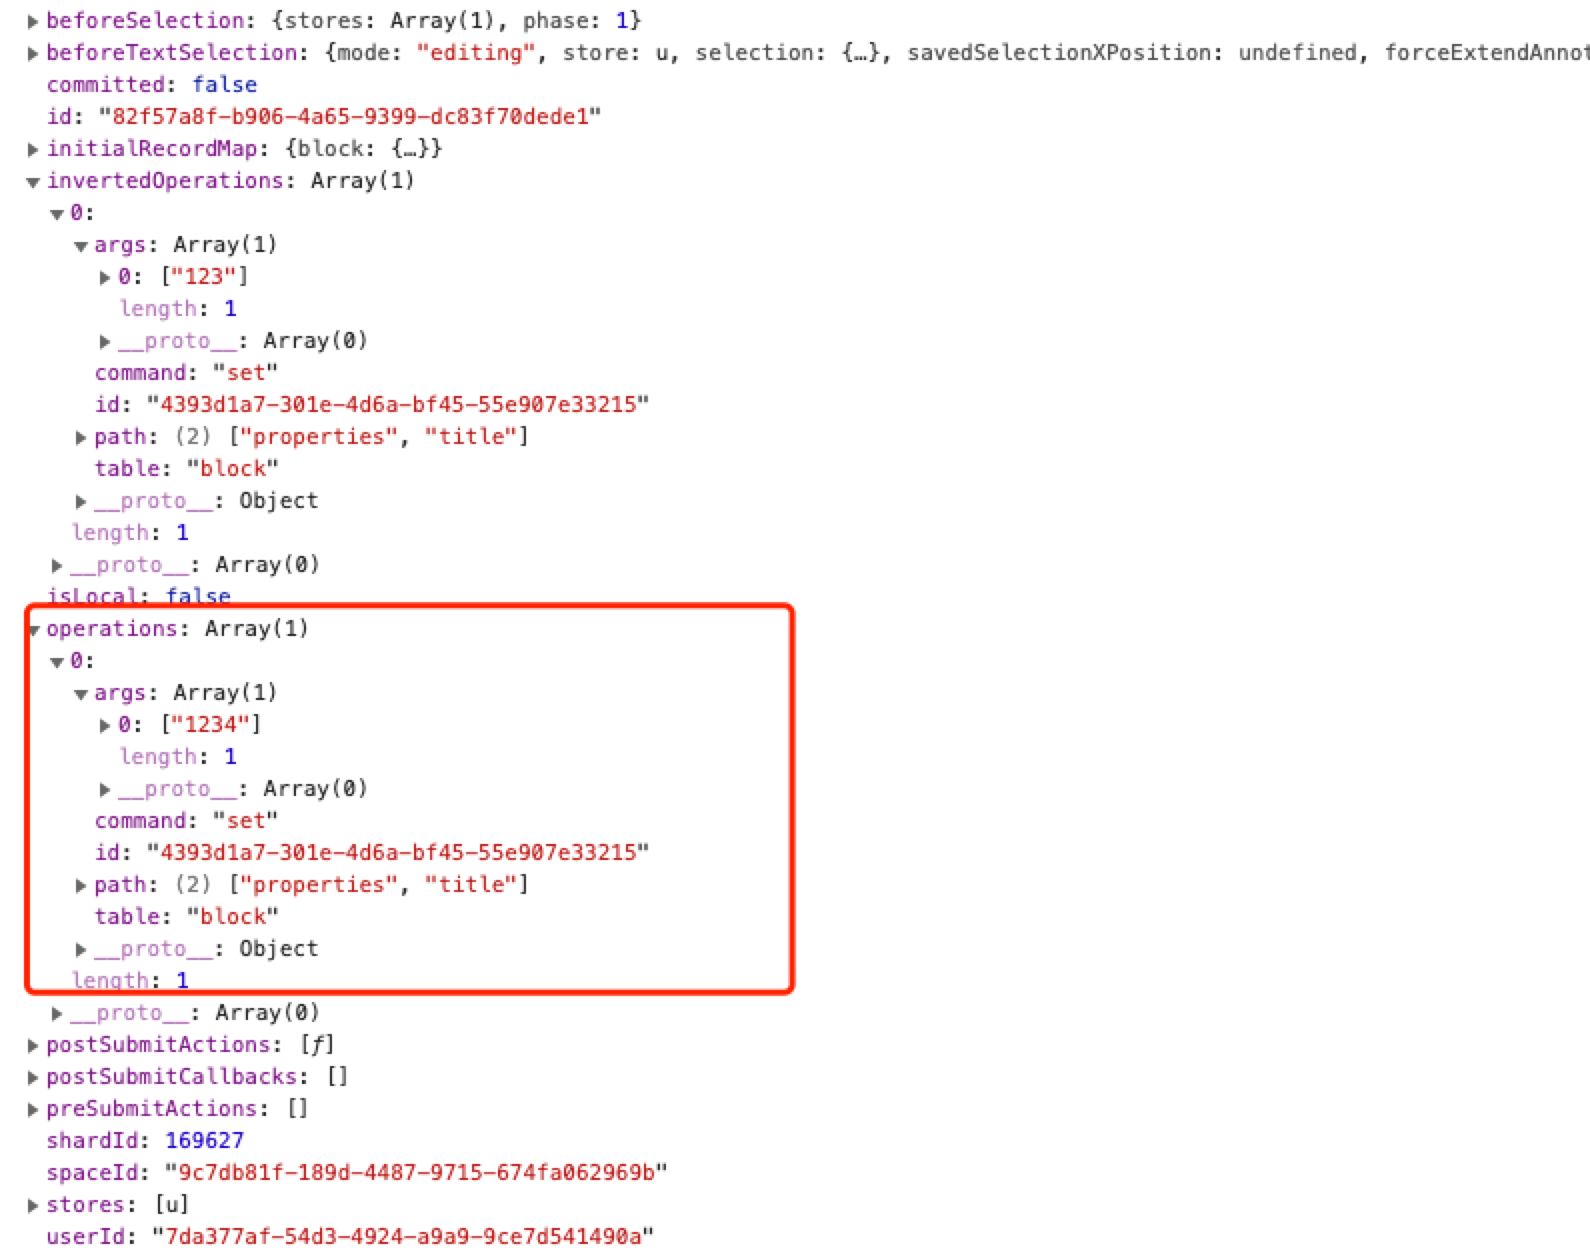 ▶beforeSelection: {stores: Array(1), phase: 1}
▶beforeTextSelection: {mode: "editing", store: u, selection: {…}, savedSelectionXPosition: undefined, forceExtendAnnot
committed: false
id: "82f57a8f-b906-4a65-9399-dc83f70dede1"
▶initialRecordMap: {block: {…}}
▼invertedOperations: Array(1)
▼0:
▼args: Array(1)
▶0: ["123"]
length: 1
▶__proto__: Array(0)
command: "set"
id: "4393d1a7-301e-4d6a-bf45-55e907e33215"
▶path: (2) ["properties", "title"]
table: "block"
▶__proto__: Object
length: 1
▶__proto__: Array(0)
isLocal: false
▼operations: Array(1)
▼0:
▼args: Array(1)
▶0: ["1234"]
length: 1
▶__proto__: Array(0)
command: "set"
id: "4393d1a7-301e-4d6a-bf45-55e907e33215"
▶path: (2) ["properties", "title"]
table: "block"
▶__proto__: Object
length: 1
▶__proto__: Array(0)
▶postSubmitActions: [ƒ]
▶postSubmitCallbacks: []
▶preSubmitActions: []
shardId: 169627
spaceId: "9c7db81f-189d-4487-9715-674fa062969b"
▶stores: [u]
userId: "7da377af-54d3-4924-a9a9-9ce7d541490a"